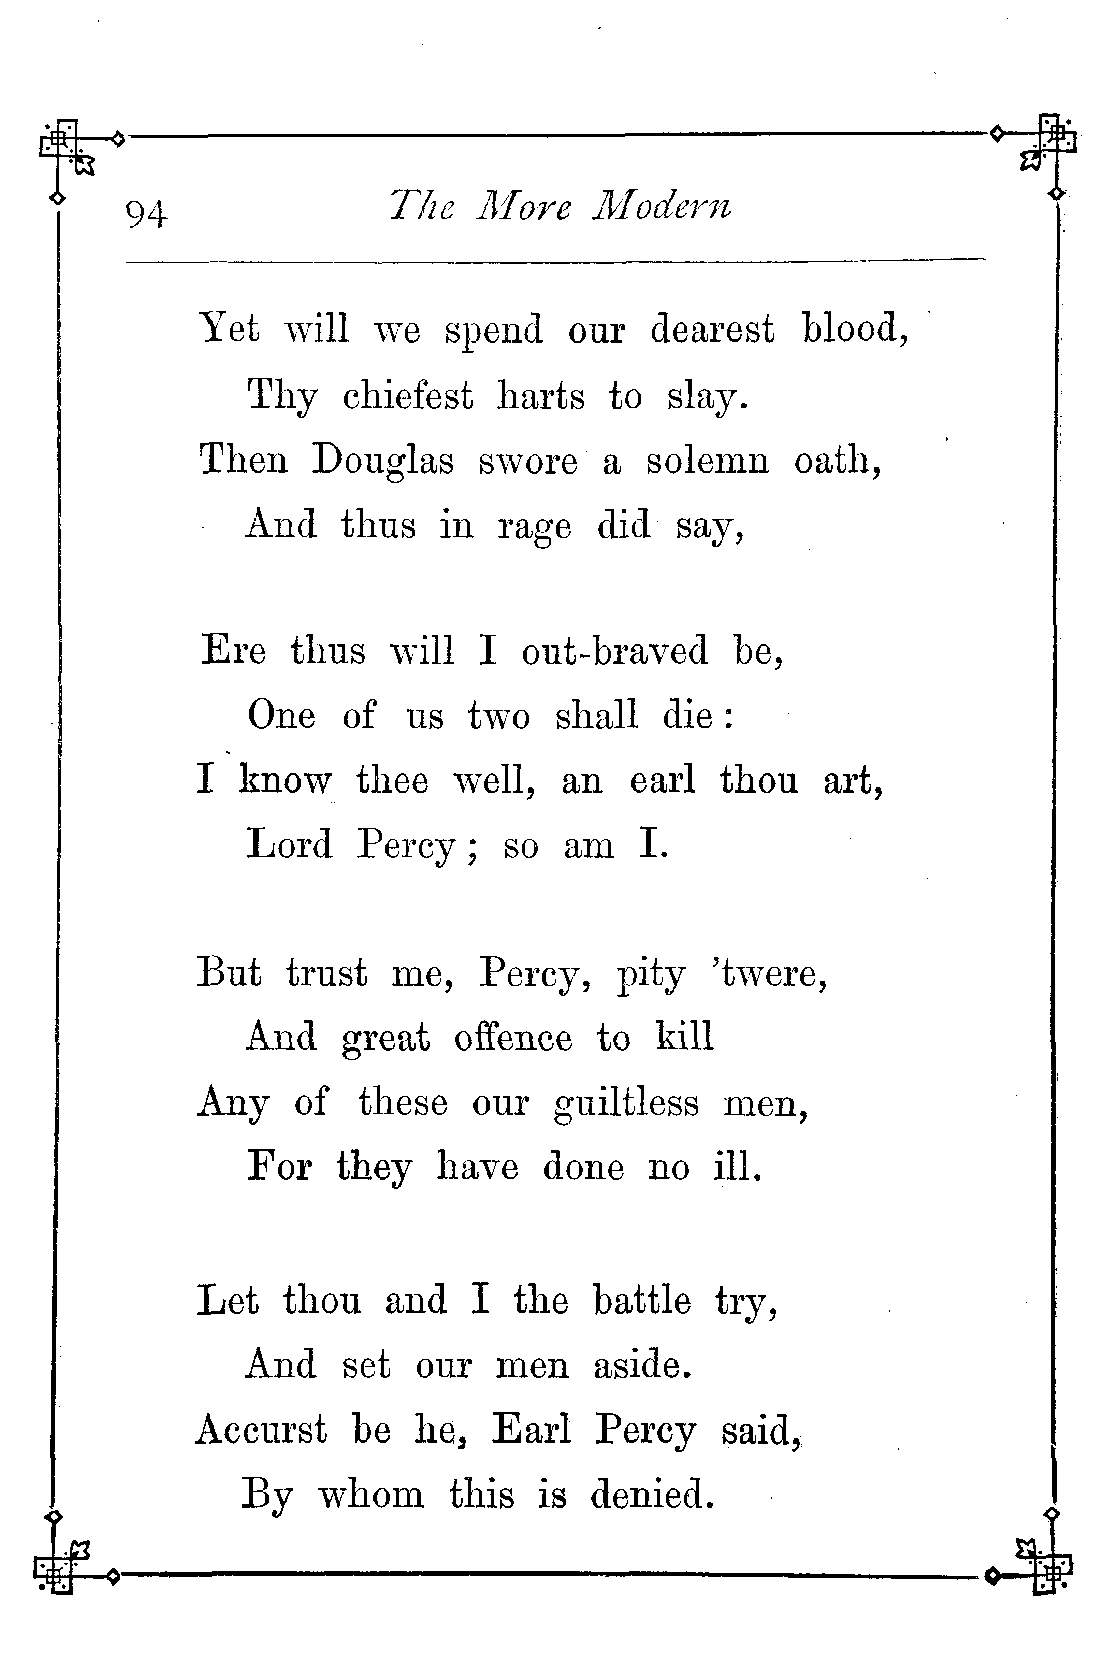 94 The More Modern
Yet will we spend our dearest blood,
Thy chiefest harts to slay.
Then Douglas swore a solemn oath,
And thus in rage did say,
Ere thus will I out-braved be,
One of us two shall die :
I know thee well, an earl thou art,
Lord Percy ; so am I.
But trust me, Percy, pity ’twere,
And great offence to kill
Any of these our guiltless men,
For they have done no ill.
Let thou and I the battle try,
And set our men aside.
Accurst be he, Earl Percy said,
By whom this is denied.